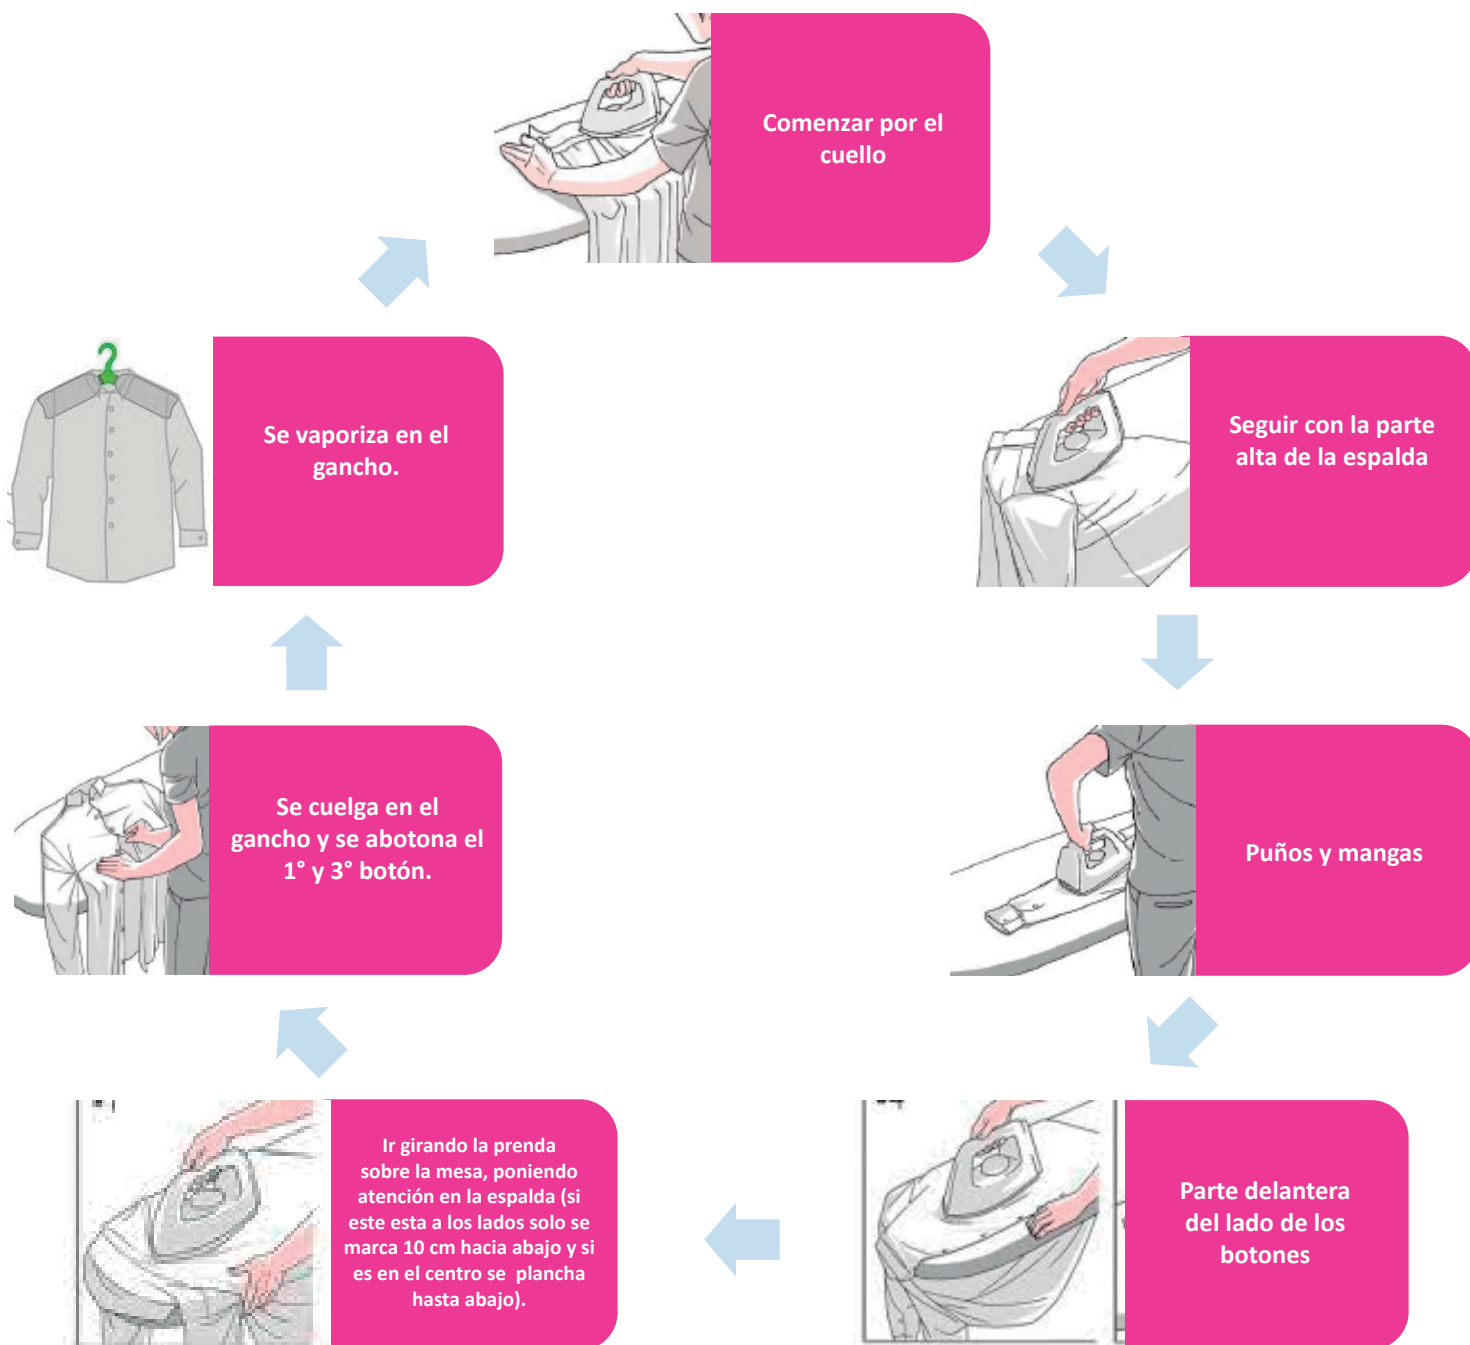 Comenzar por el
cuello
Seguir con la parte
alta de la espalda
Puños y mangas
Parte delantera
del lado de los
botones
Ir girando la prenda
sobre la mesa, poniendo
atención en la espalda (si
este esta a los lados solo se
marca 10 cm hacia abajo y si
es en el centro se plancha
hasta abajo).
Se cuelga en el
gancho y se abotona el
1° y 3° botón.
Se vaporiza en el
gancho.